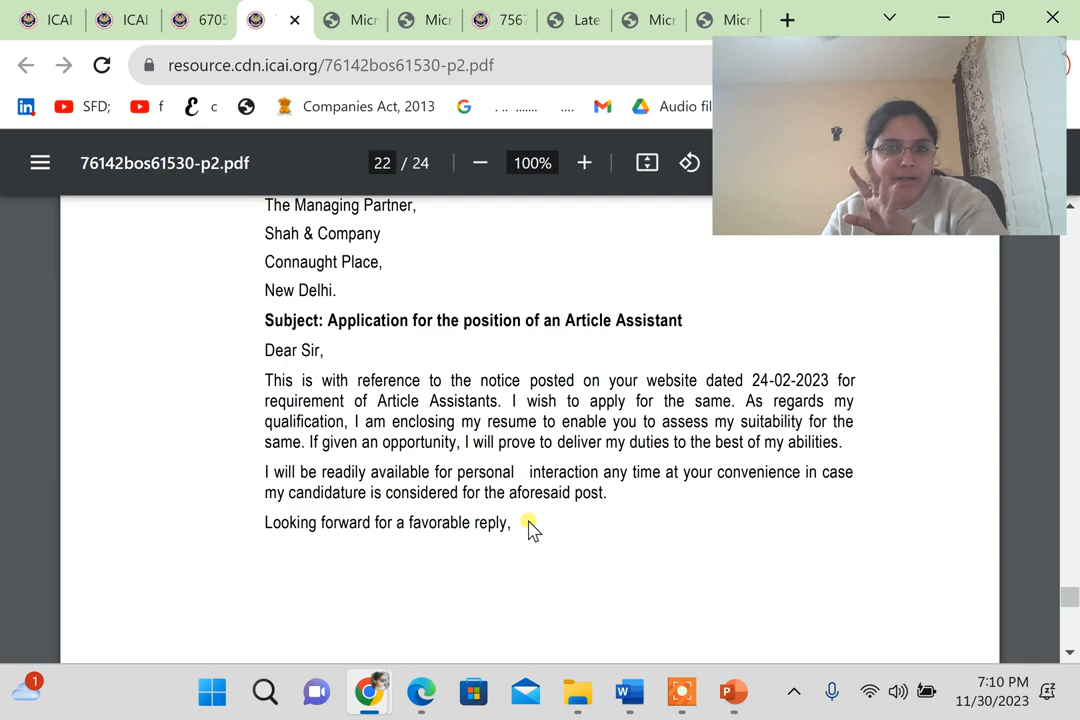 ICAI
ICAI
6705
Micr
Micr
7567
Late
Micr
Micr
resource.cdn.icai.org/76142bos61530-p2.pdf
SFD;
f
c
Companies Act, 2013
. .. ....... ....
Audio fil
76142bos61530-p2.pdf
22 / 24
100%
The Managing Partner,
Shah & Company
Connaught Place,
New Delhi.
Subject: Application for the position of an Article Assistant
Dear Sir,
This is with reference to the notice posted on your website dated 24-02-2023 for
requirement of Article Assistants. I wish to apply for the same. As regards my
qualification, I am enclosing my resume to enable you to assess my suitability for the
same. If given an opportunity, I will prove to deliver my duties to the best of my abilities.
I will be readily available for personal interaction any time at your convenience in case
my candidature is considered for the aforesaid post.
Looking forward for a favorable reply,
1
7:10 PM
11/30/2023